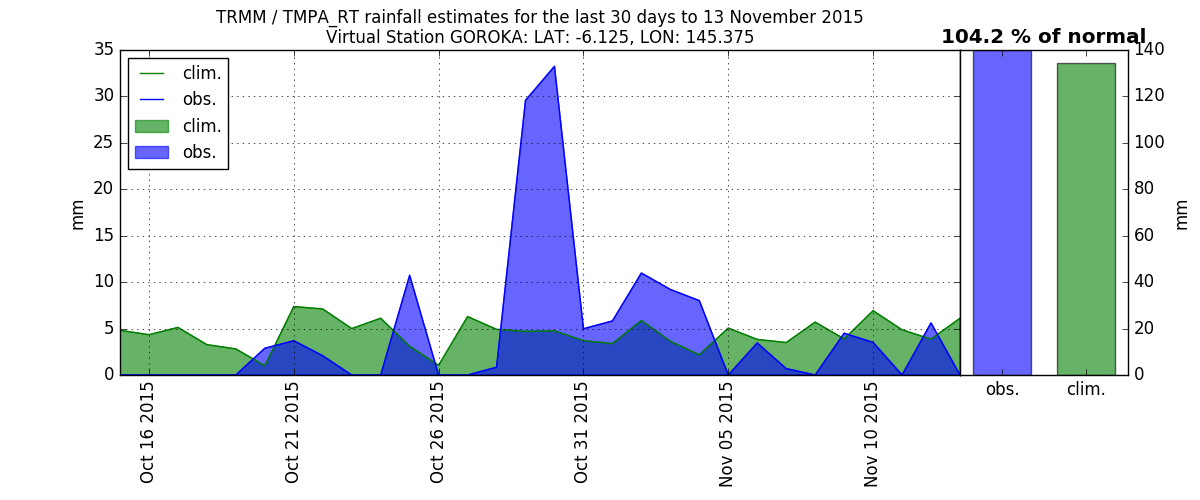 TRMM / TMPA_RT rainfall estimates for the last 30 days to 13 November 2015
Virtual Station GOROKA: LAT: -6.125, LON: 145.375
104.2 % of normal
35
30
25
20
15
10
5
0
mm
clim.
obs.
clim.
obs.
Oct 16 2015
Oct 21 2015
Oct 26 2015
Oct 31 2015
Nov 05 2015
Nov 10 2015
140
120
100
80
60
40
20
0
mm
obs.
clim.